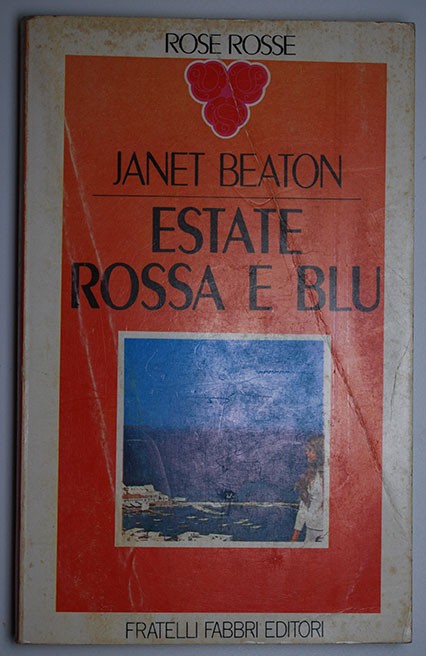 ROSE ROSSE
JANET BEATON
ESTATE
ROSSA E BLU
FRATELLI FABBRI EDITORI